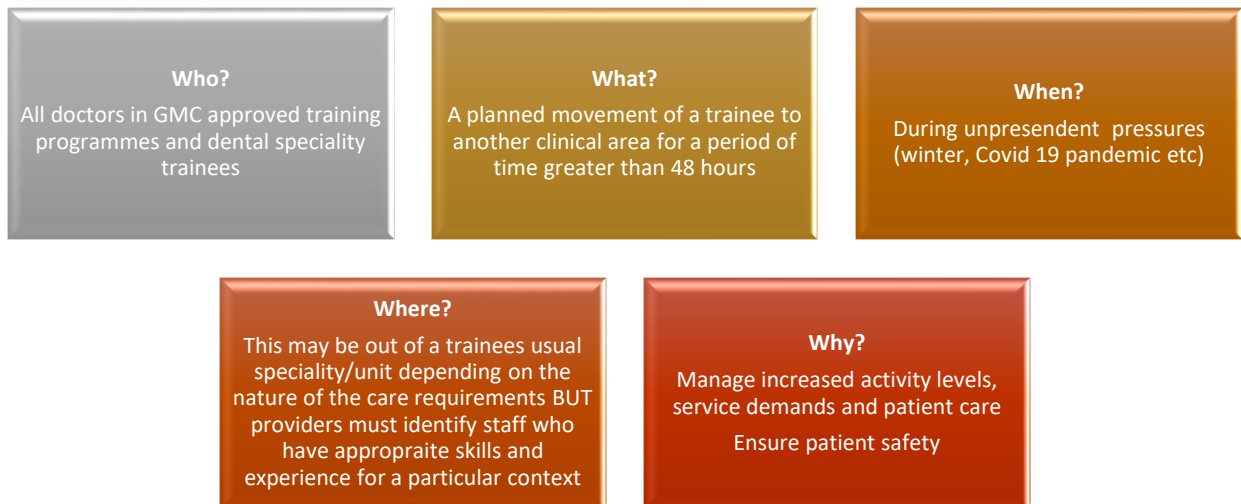 Who?
All doctors in GMC approved training
programmes and dental speciality
trainees
What?
A planned movement of a trainee to
another clinical area for a period of
time greater than 48 hours
When?
During unpresendent  pressures
(winter, Covid 19 pandemic etc)
Where?
This may be out of a trainees usual
speciality/unit depending on the
nature of the care requirements BUT
providers must identify staff who
have appropraite skills and
experience for a particular context
Why?
Manage increased activity levels,
service demands and patient care
Ensure patient safety